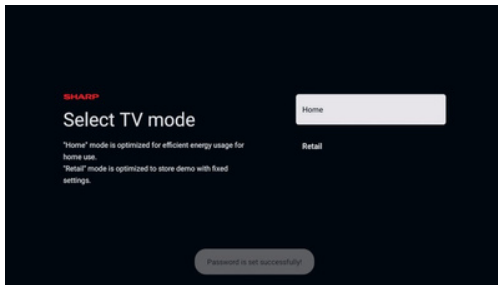 SHARP
Select TV mode
"Home" mode is optimized for efficient energy usage for
home use.
"Retail" mode is optimized to store demo with fixed
settings.
Home
Retail
Password is set successfully!